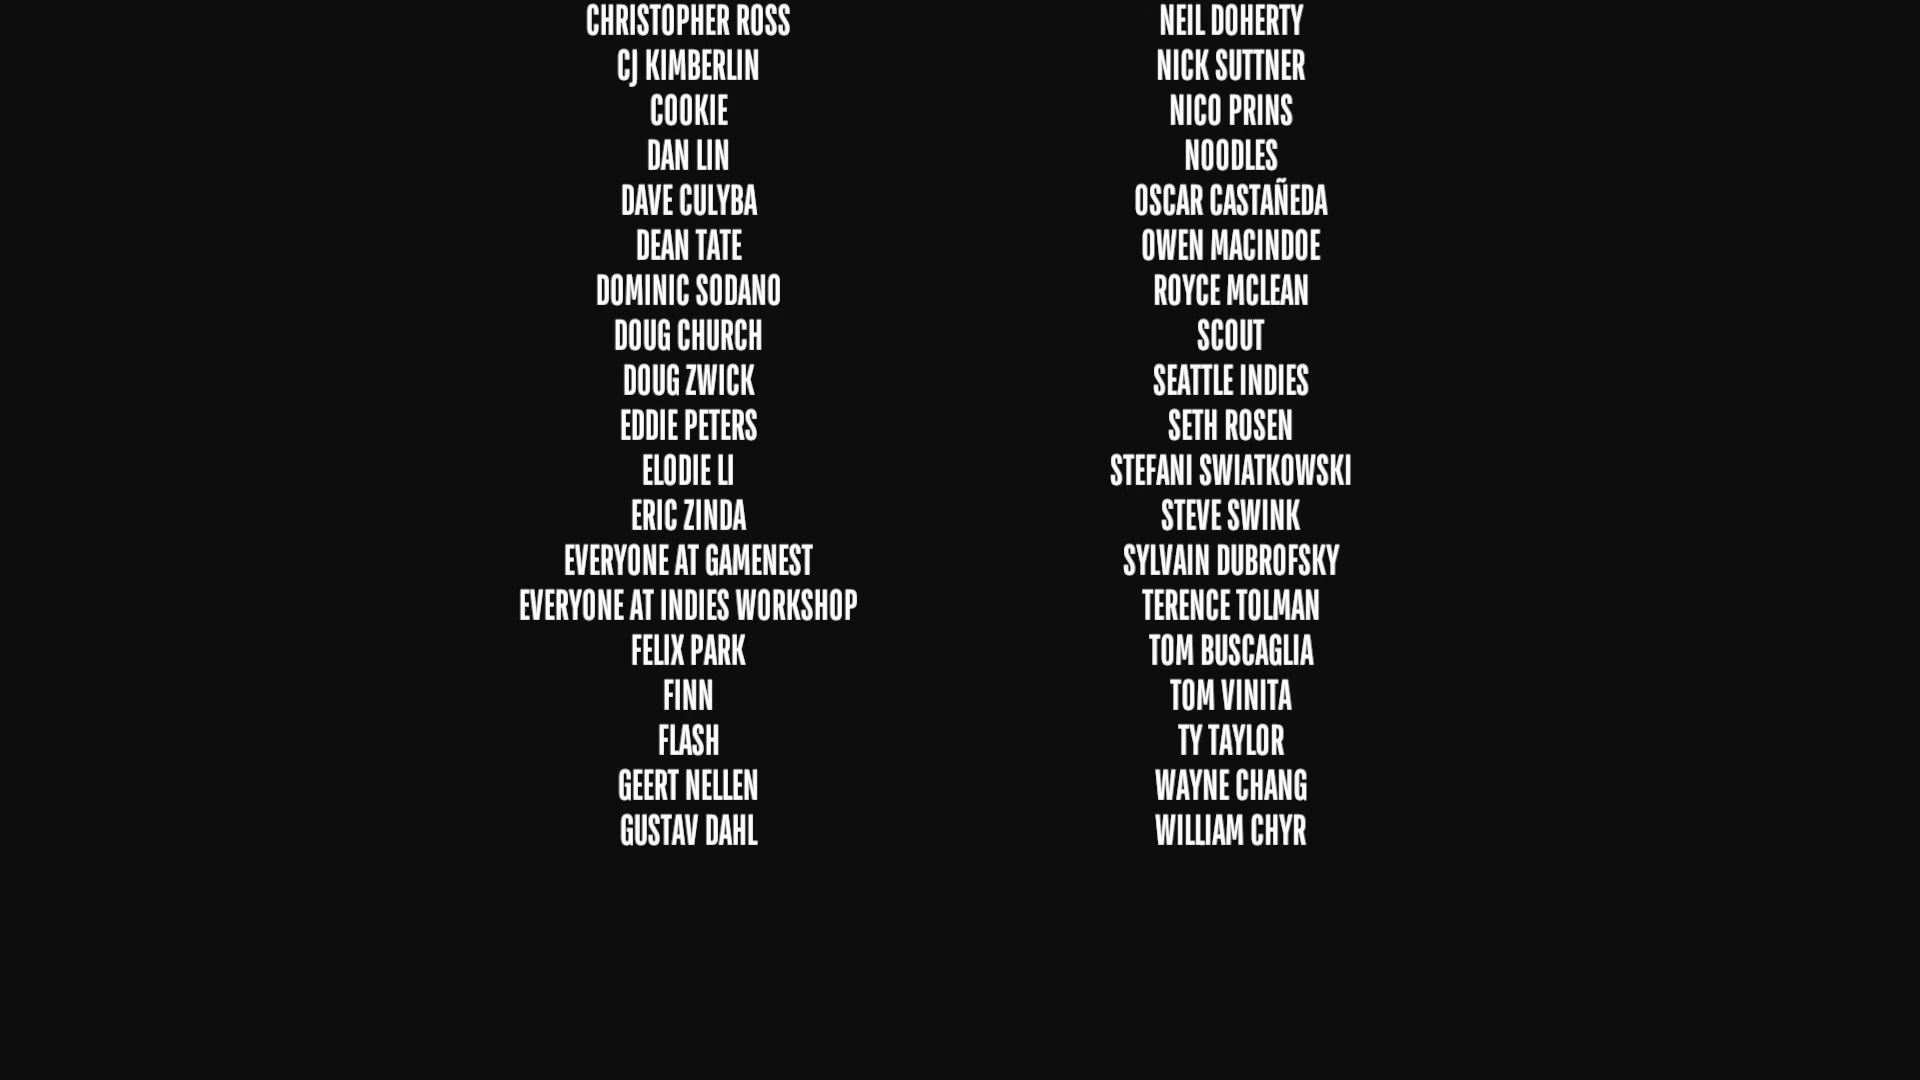 CHRISTOPHER ROSS
CJ KIMBERLIN
COOKIE
DAN LIN
DAVE CULYBA
DEAN TATE
DOMINIC SODANO
DOUG CHURCH
DOUG ZWICK
EDDIE PETERS
ELODIE LI
ERIC ZINDA
EVERYONE AT GAMENEST
EVERYONE AT INDIES WORKSHOP
FELIX PARK
FINN
FLASH
GEERT NELLEN
GUSTAV DAHL
NEIL DOHERTY
NICK SUTTNER
NICO PRINS
NOODLES
OSCAR CASTAÑEDA
OWEN MACINDOE
ROYCE MCLEAN
SCOUT
SEATTLE INDIES
SETH ROSEN
STEFANI SWIATKOWSKI
STEVE SWINK
SYLVAIN DUBROFSKY
TERENCE TOLMAN
TOM BUSCAGLIA
TOM VINITA
TY TAYLOR
WAYNE CHANG
WILLIAM CHYR